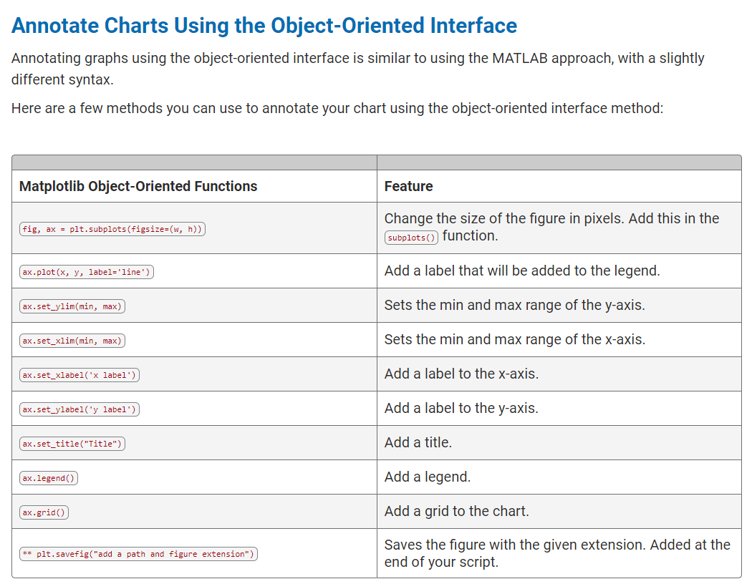 Annotate Charts Using the Object-Oriented Interface
Annotating graphs using the object-oriented interface is similar to using the MATLAB approach, with a slightly
different syntax.
Here are a few methods you can use to annotate your chart using the object-oriented interface method:
Matplotlib Object-Oriented Functions Feature
fig, ax = plt.subplots(figsize=(w, h)) Change the size of the figure in pixels. Add this in the
subplots() function.
ax.plot(x, y, label='line') Add a label that will be added to the legend.
ax.set_ylim(min, max) Sets the min and max range of the y-axis.
ax.set_xlim(min, max) Sets the min and max range of the x-axis.
ax.set_xlabel('x label') Add a label to the x-axis.
ax.set_ylabel('y label') Add a label to the y-axis.
ax.set_title("Title") Add a title.
ax.legend() Add a legend.
ax.grid() Add a grid to the chart.
** plt.savefig("add a path and figure extension") Saves the figure with the given extension. Added at the
end of your script.